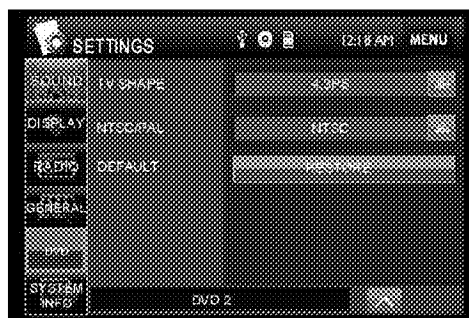 SETTINGS 12:18 AM MENU
SOUND TV SHAPE 4:3PS
DISPLAY NTSC/PAL NTSC
RADIO DEFAULT RESTORE
GENERAL
DVD
SYSTEM INFO DVD 2